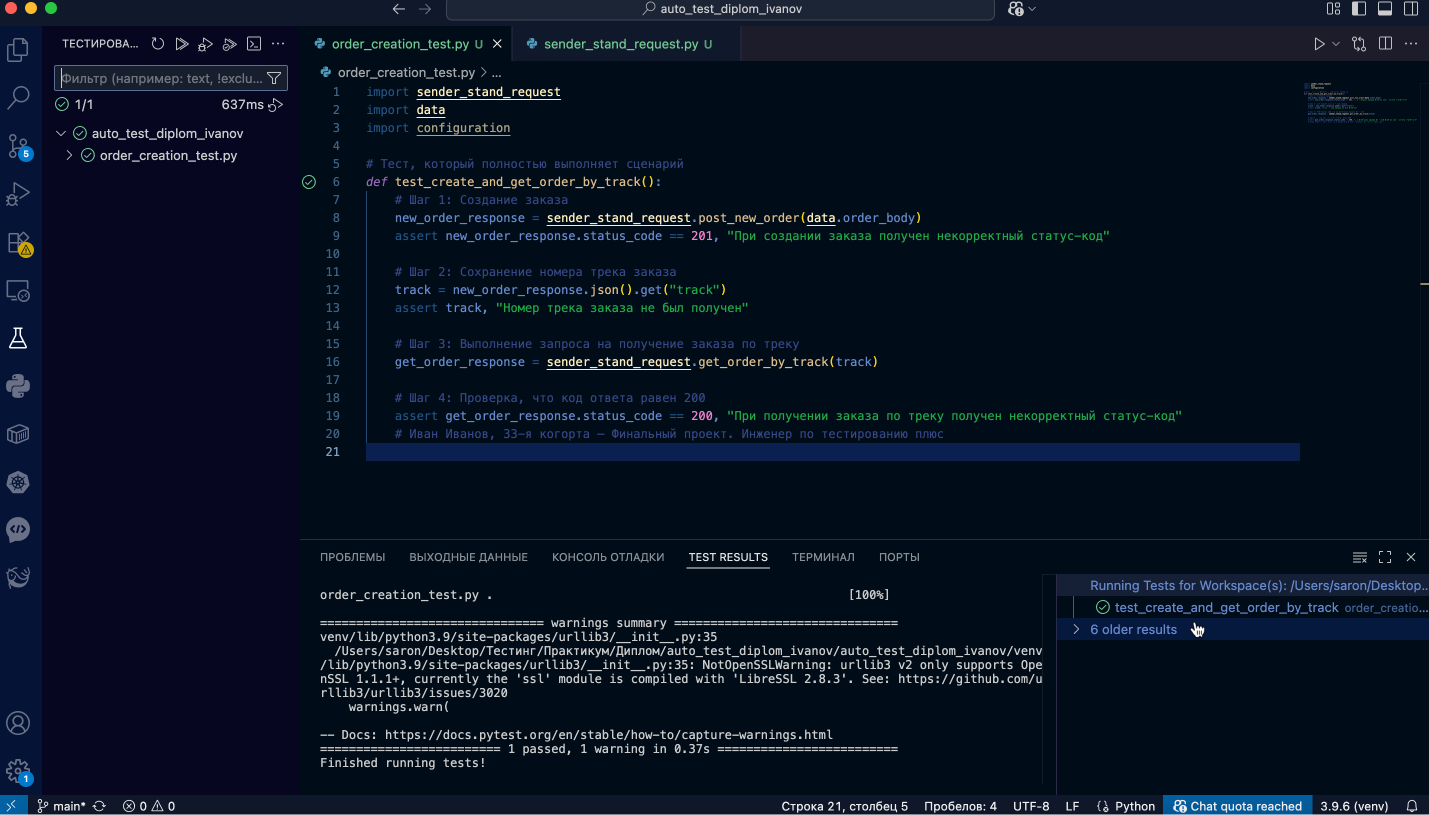 auto_test_diplom_ivanov
ТЕСТИРОВА...
order_creation_test.py U
sender_stand_request.py U
Фильтр (например: text, !exclu...
1/1
637ms
auto_test_diplom_ivanov
order_creation_test.py
order_creation_test.py > ...
1 import sender_stand_request
2 import data
3 import configuration
4
5 # Тест, который полностью выполняет сценарий
6 def test_create_and_get_order_by_track():
7 # Шаг 1: Создание заказа
8 new_order_response = sender_stand_request.post_new_order(data.order_body)
9 assert new_order_response.status_code == 201, "При создании заказа получен некорректный статус-код"
10
11 # Шаг 2: Сохранение номера трека заказа
12 track = new_order_response.json().get("track")
13 assert track, "Номер трека заказа не был получен"
14
15 # Шаг 3: Выполнение запроса на получение заказа по треку
16 get_order_response = sender_stand_request.get_order_by_track(track)
17
18 # Шаг 4: Проверка, что код ответа равен 200
19 assert get_order_response.status_code == 200, "При получении заказа по треку получен некорректный статус-код"
20 # Иван Иванов, 33-я когорта — Финальный проект. Инженер по тестированию плюс
21
5
1
ПРОБЛЕМЫ ВЫХОДНЫЕ ДАННЫЕ КОНСОЛЬ ОТЛАДКИ TEST RESULTS ТЕРМИНАЛ ПОРТЫ
order_creation_test.py . [100%]
=============================== warnings summary ===============================
venv/lib/python3.9/site-packages/urllib3/__init__.py:35
/Users/saron/Desktop/Тестинг/Практикум/Диплом/auto_test_diplom_ivanov/auto_test_diplom_ivanov/venv
/lib/python3.9/site-packages/urllib3/__init__.py:35: NotOpenSSLWarning: urllib3 v2 only supports Ope
nSSL 1.1.1+, currently the 'ssl' module is compiled with 'LibreSSL 2.8.3'. See: https://github.com/u
rllib3/urllib3/issues/3020
warnings.warn(
-- Docs: https://docs.pytest.org/en/stable/how-to/capture-warnings.html
========================= 1 passed, 1 warning in 0.37s =========================
Finished running tests!
Running Tests for Workspace(s): /Users/saron/Desktop...
test_create_and_get_order_by_track order_creatio...
6 older results
main* 0 0 Строка 21, столбец 5 Пробелов: 4 UTF-8 LF Python Chat quota reached 3.9.6 (venv)